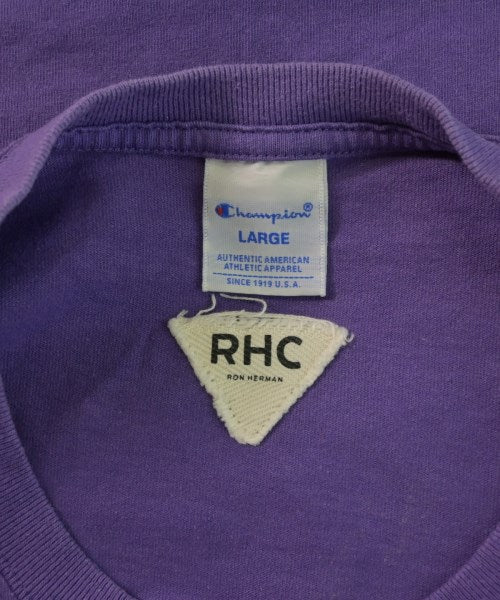 Champion®
LARGE
AUTHENTIC AMERICAN
ATHLETIC APPAREL
SINCE 1919 U.S.A.
RHC
RON HERMAN